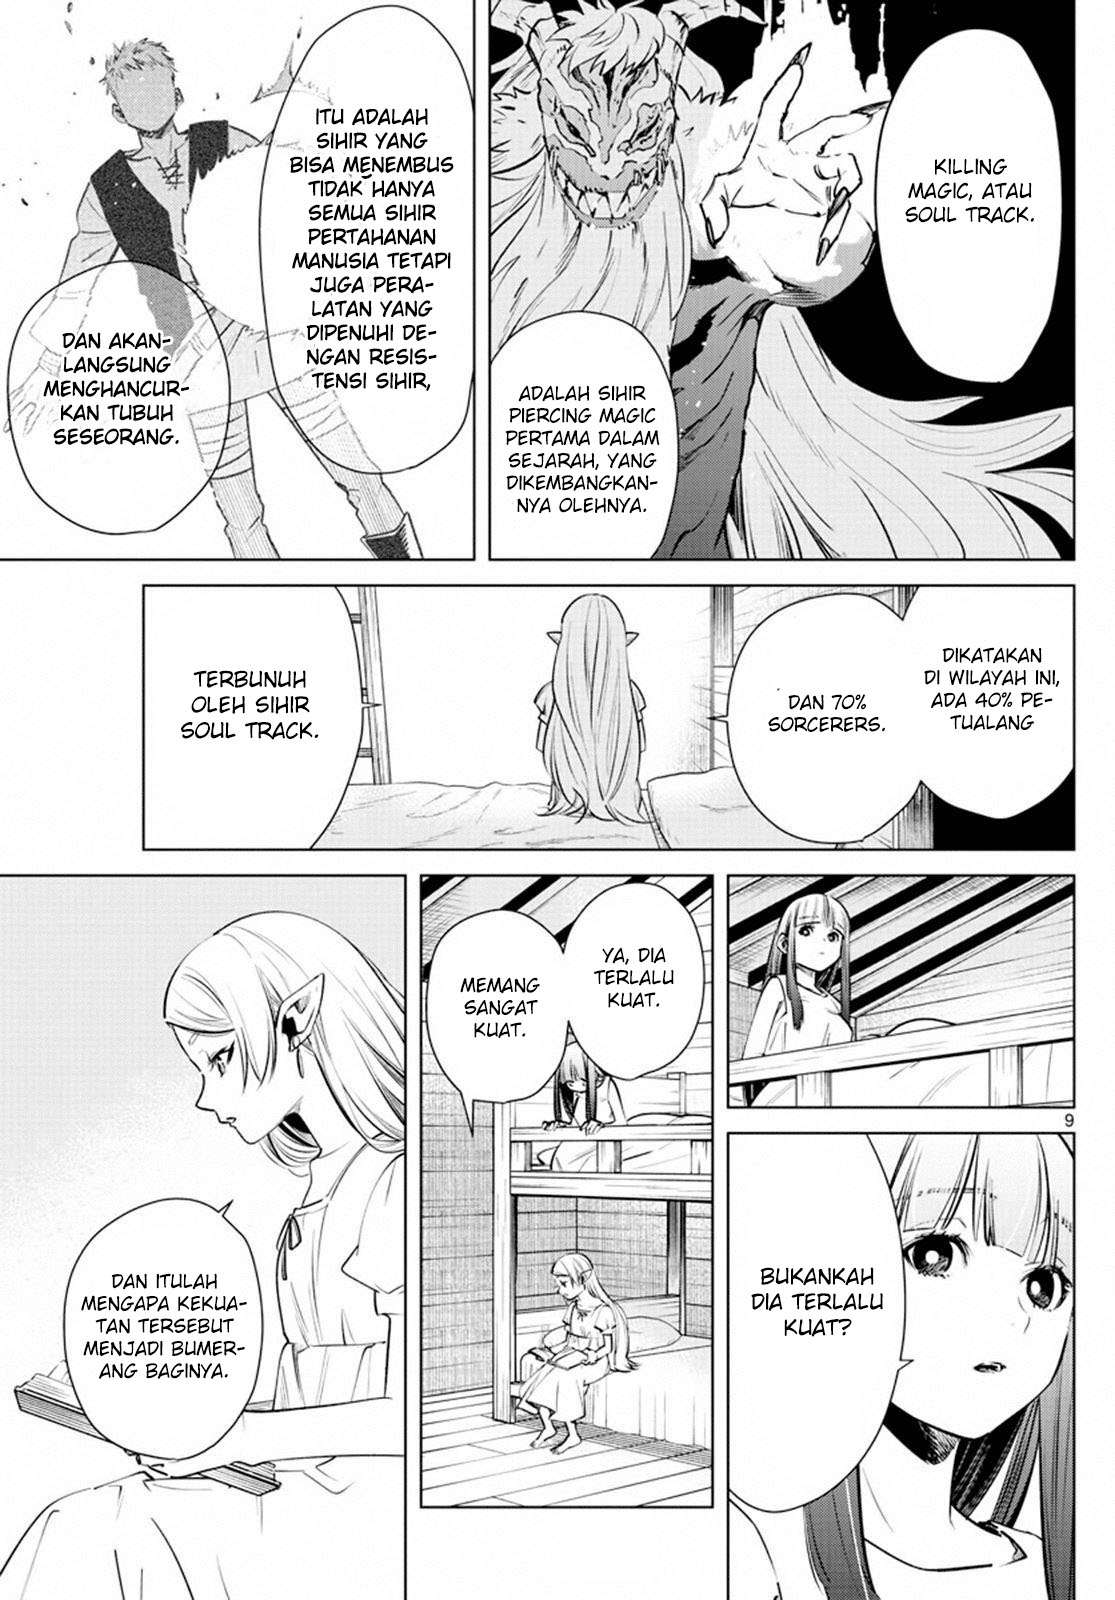 KILLING
MAGIC, ATAU
SOUL TRACK.
ADALAH SIHIR
PIERCING MAGIC
PERTAMA DALAM
SEJARAH, YANG
DIKEMBANGKAN-
NYA OLEHNYA.
ITU ADALAH
SIHIR YANG
BISA MENEMBUS
TIDAK HANYA
SEMUA SIHIR
PERTAHANAN
MANUSIA TETAPI
JUGA PERA-
LATAN YANG
DIPENUHI DE-
NGAN RESIS-
TENSI SIHIR,
DAN AKAN-
LANGSUNG
MENGHANCUR-
KAN TUBUH
SESEORANG.
DIKATAKAN
DI WILAYAH INI,
ADA 40% PE-
TUALANG
DAN 70%
SORCERERS.
TERBUNUH
OLEH SIHIR
SOUL TRACK.
9
BUKANKAH
DIA TERLALU
KUAT?
YA, DIA
TERLALU
KUAT.
MEMANG
SANGAT
KUAT.
DAN ITULAH
MENGAPA KEKUA-
TAN TERSEBUT
MENJADI BUMER-
ANG BAGINYA.